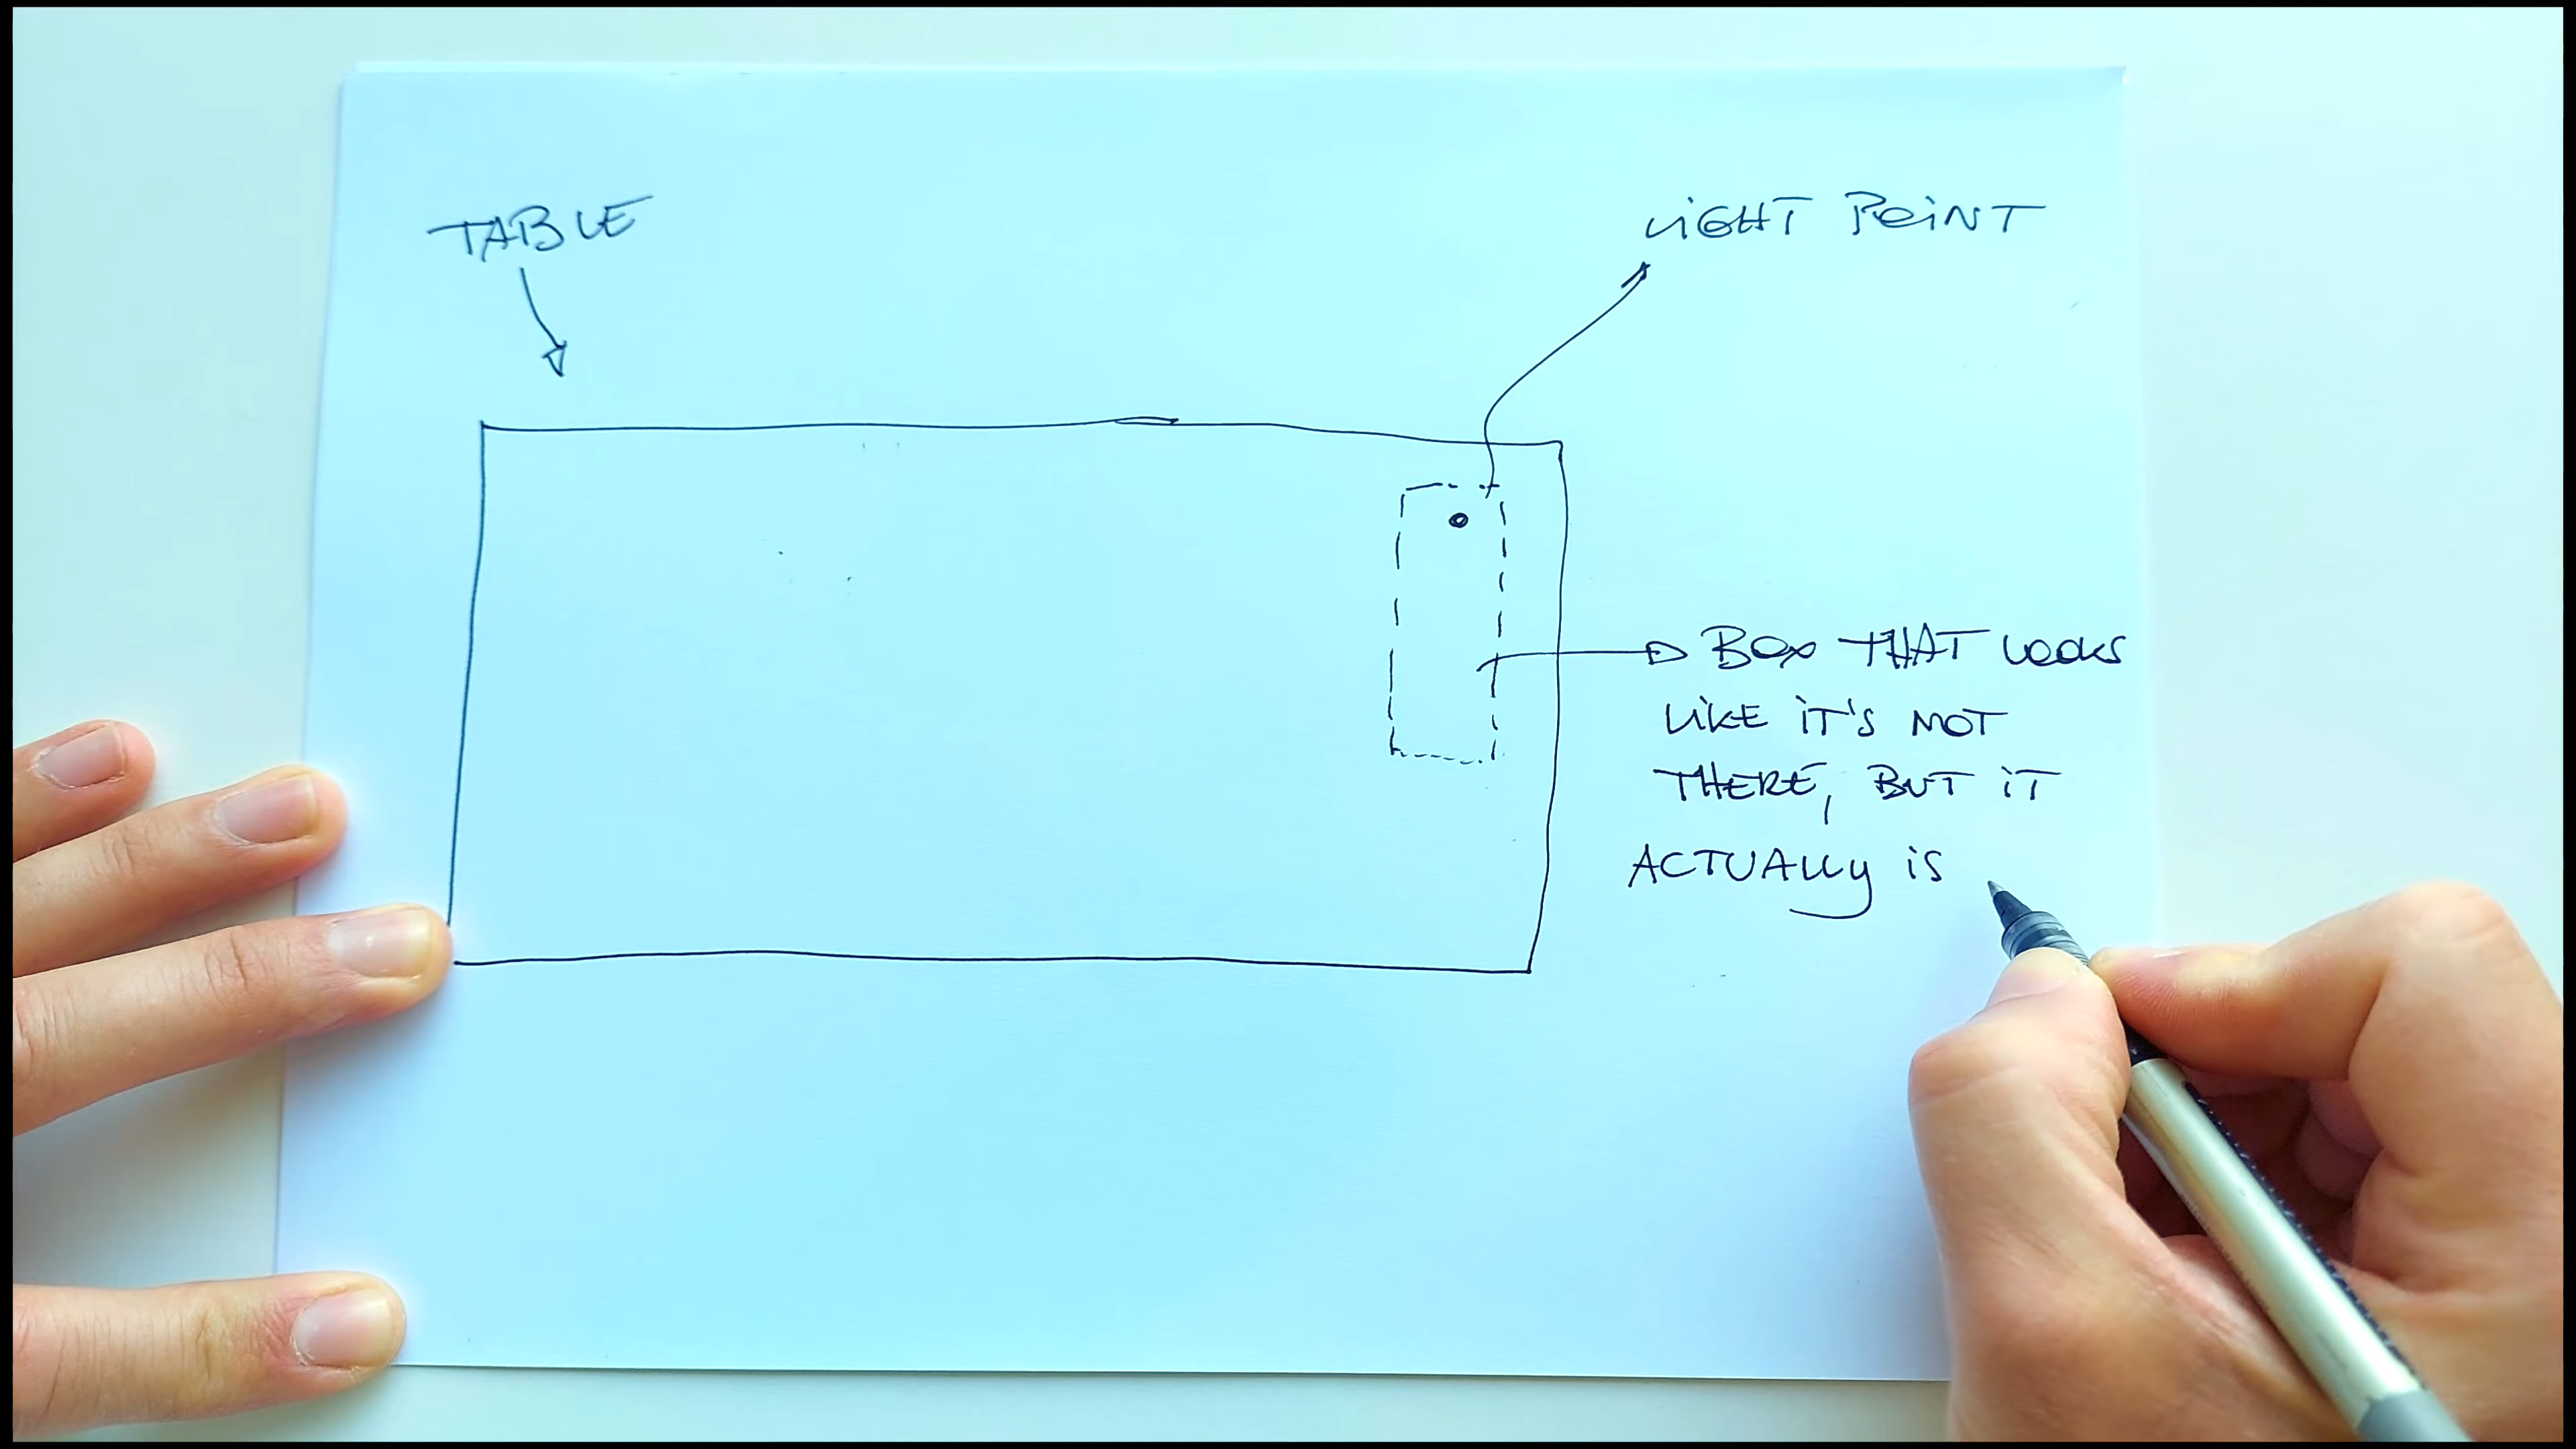 TABLE
LIGHT POINT
BOX THAT LOOKS
LIKE IT'S NOT
THERE, BUT IT
ACTUALLY IS